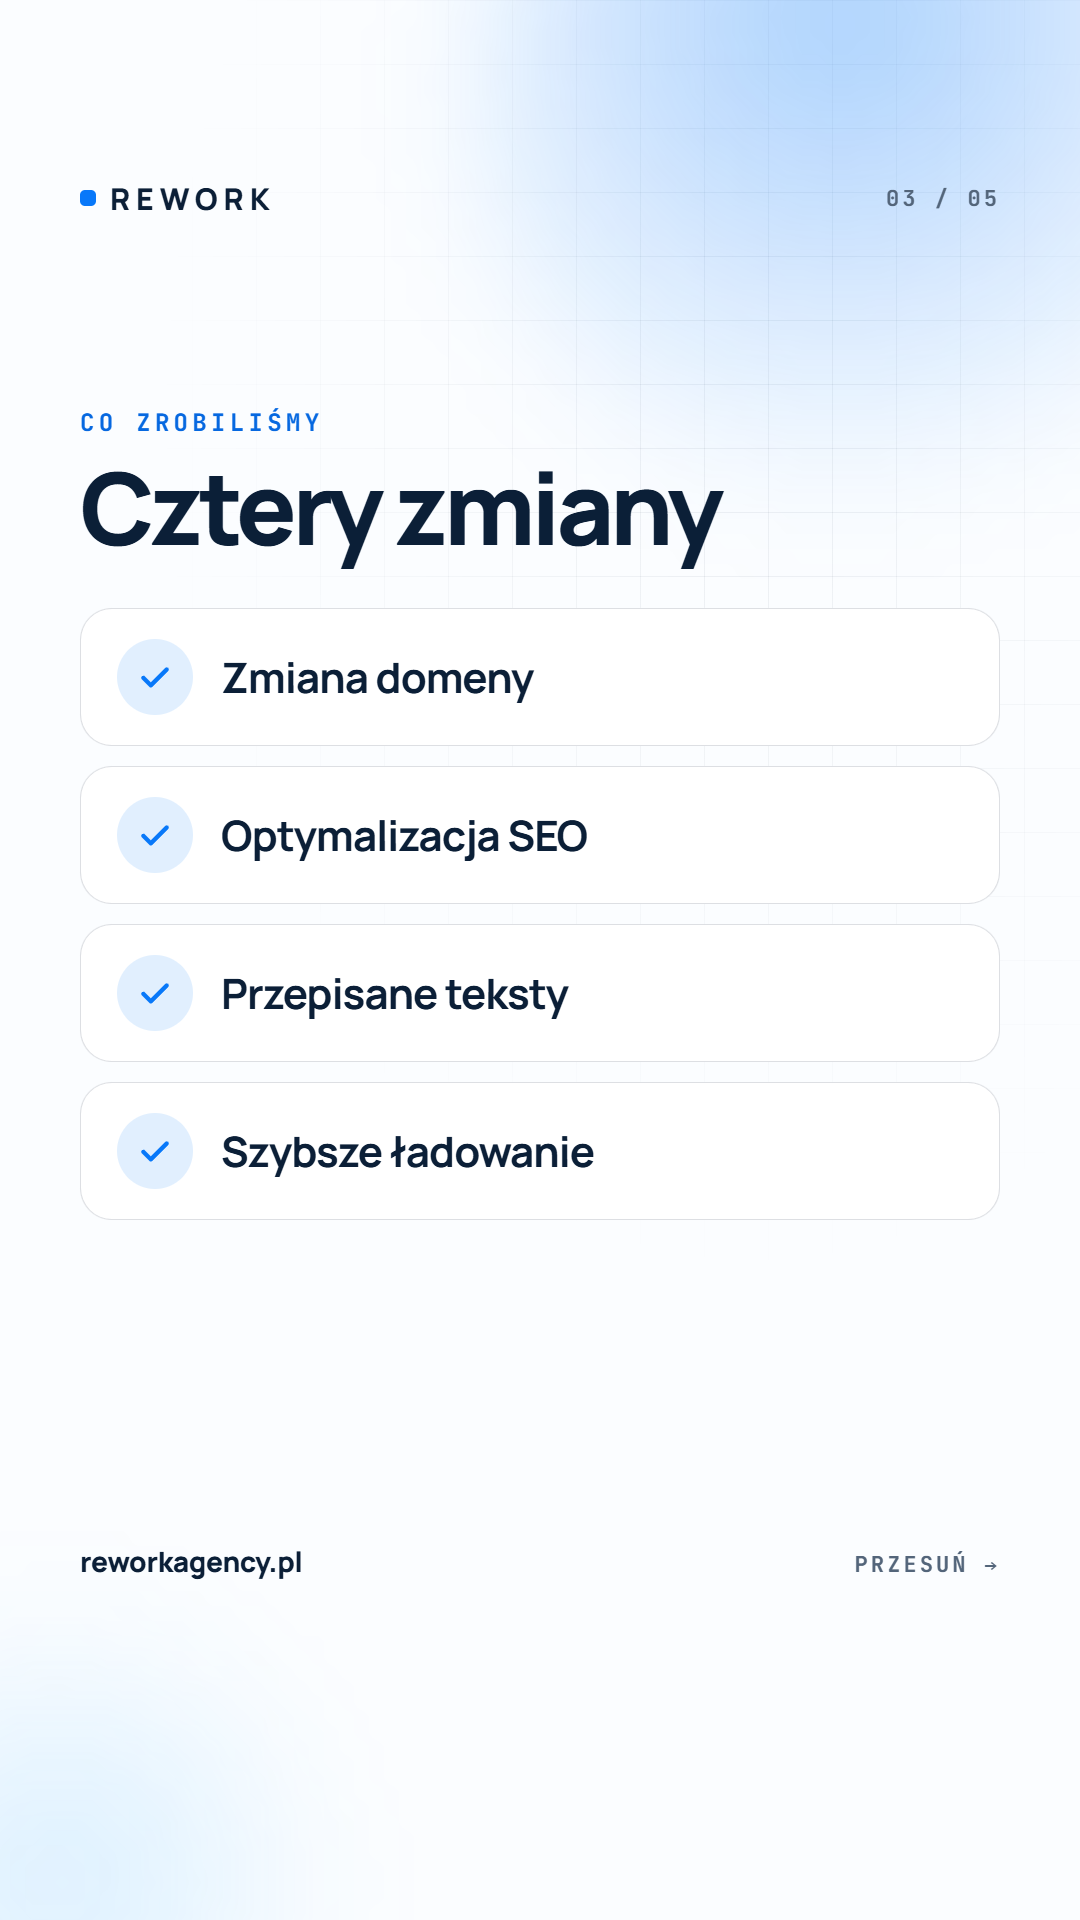 REWORK
03 / 05
CO ZROBILIŚMY
Cztery zmiany
Zmiana domeny
Optymalizacja SEO
Przepisane teksty
Szybsze ładowanie
reworkagency.pl
PRZESUŃ →